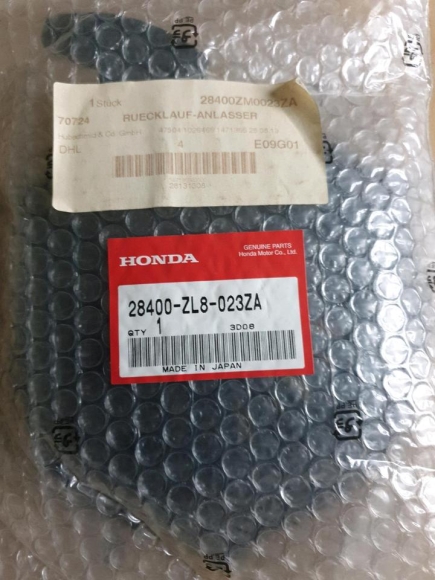 1 Stück
28400ZM0023ZA
70724
RUECKLAUF-ANLASSER
DHL
4
E09G01
HONDA
GENUINE PARTS
Honda Motor Co., Ltd.
28400-ZL8-023ZA
QTY 1
3D08
MADE IN JAPAN